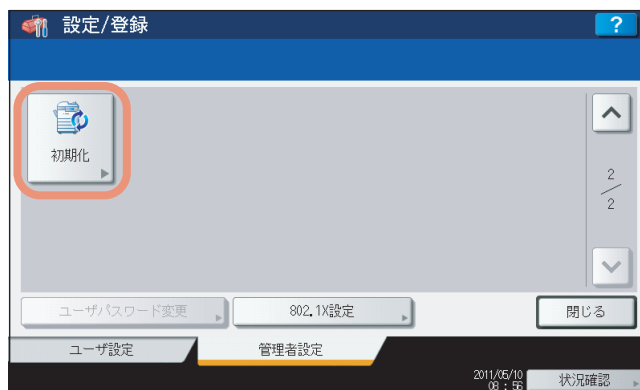 設定/登録
?
初期化
2
2
ユーザパスワード変更
802.1X設定
閉じる
ユーザ設定
管理者設定
2011/05/10
08:56
状況確認